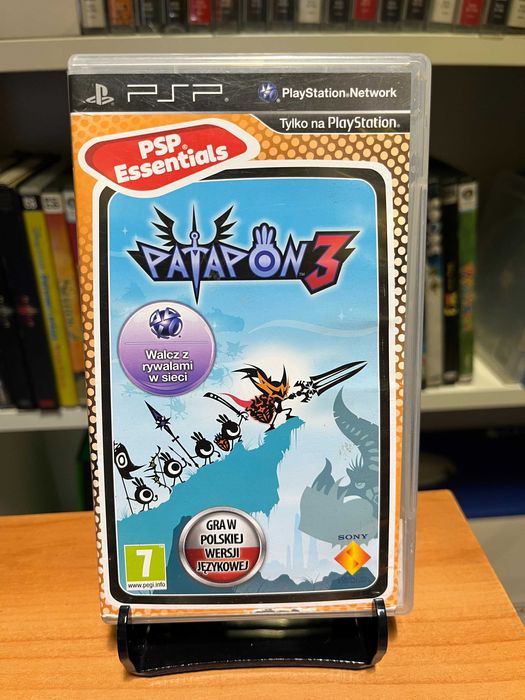 PSP
PlayStation®Network
Tylko na PlayStation®
PSP®
Essentials
PATAPON™ 3
Walcz z
rywalami
w sieci
GRA W
POLSKIEJ
WERSJI
JĘZYKOWEJ
7
www.pegi.info
SONY